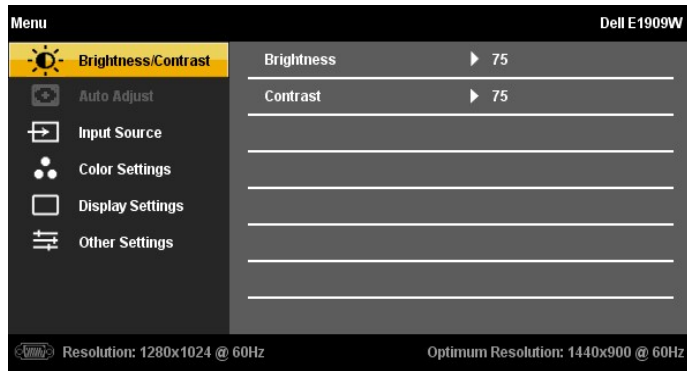 Menu Dell E1909W
Brightness/Contrast Brightness 75
Auto Adjust Contrast 75
Input Source
Color Settings
Display Settings
Other Settings
Resolution: 1280x1024 @ 60Hz Optimum Resolution: 1440x900 @ 60Hz